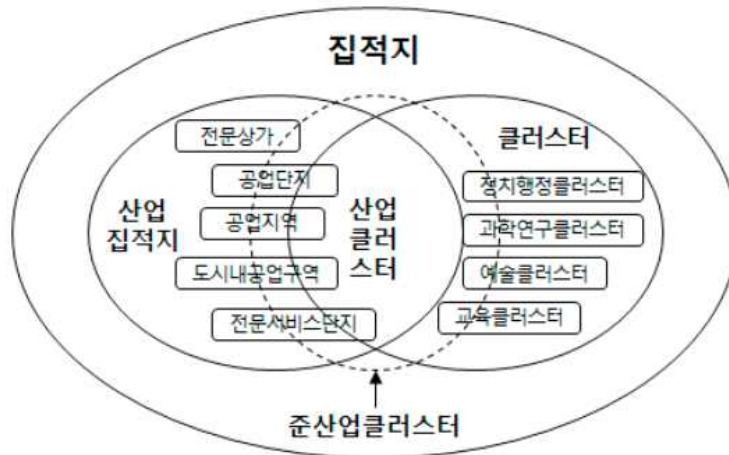 집적지
클러스터
전문상가
공업단지
산업
집적지
공업지역
도시내공업구역
전문서비스단지
산업
클러
스터
정치행정클러스터
과학연구클러스터
예술클러스터
교육클러스터
준산업클러스터